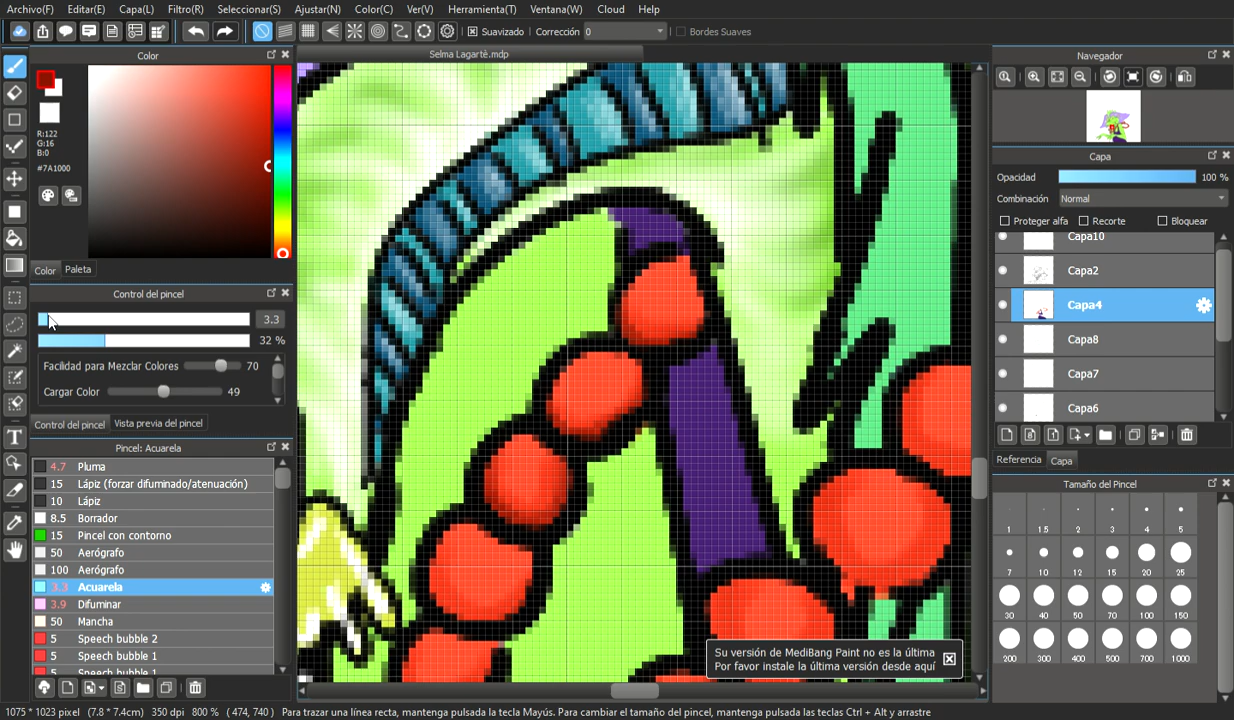 Archivo(F) Editar(E) Capa(L) Filtro(R) Seleccionar(S) Ajustar(N) Color(C) Ver(V) Herramienta(T) Ventana(W) Cloud Help
Suavizado Corrección 0 Bordes Suaves
Color
Selma Lagartè.mdp
R:122
G:16
B:0
#7A1000
Color Paleta
Control del pincel
3.3
32 %
Facilidad para Mezclar Colores 70
Cargar Color 49
Control del pincel Vista previa del pincel
Pincel: Acuarela
4.7 Pluma
15 Lápiz (forzar difuminado/atenuación)
10 Lápiz
8.5 Borrador
15 Pincel con contorno
50 Aerógrafo
100 Aerógrafo
3.3 Acuarela
3.9 Difuminar
50 Mancha
5 Speech bubble 2
5 Speech bubble 1
5 Speech bubble 1
Navegador
Capa
Opacidad 100 %
Combinación Normal
Proteger alfa Recorte Bloquear
Capa10
Capa2
Capa4
Capa8
Capa7
Capa6
Referencia Capa
Tamaño del Pincel
1 1.5 2 3 4 5
7 10 12 15 20 25
30 40 50 70 100 150
200 300 400 500 700 1000
Su versión de MediBang Paint no es la última
Por favor instale la última versión desde aquí
1075 * 1023 pixel (7.8 * 7.4cm) 350 dpi 800 % ( 474, 740 ) Para trazar una línea recta, mantenga pulsada la tecla Mayús. Para cambiar el tamaño del pincel, mantenga pulsadas las teclas Ctrl + Alt y arrastre